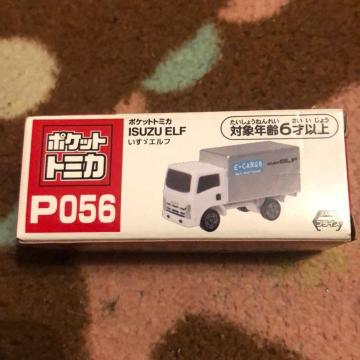 ポケット
トミカ
P056
ポケットトミカ
ISUZU ELF
いすゞエルフ
たいしょうねんれい さい い じょう
対象年齢6才以上
E-CARGO
ELF